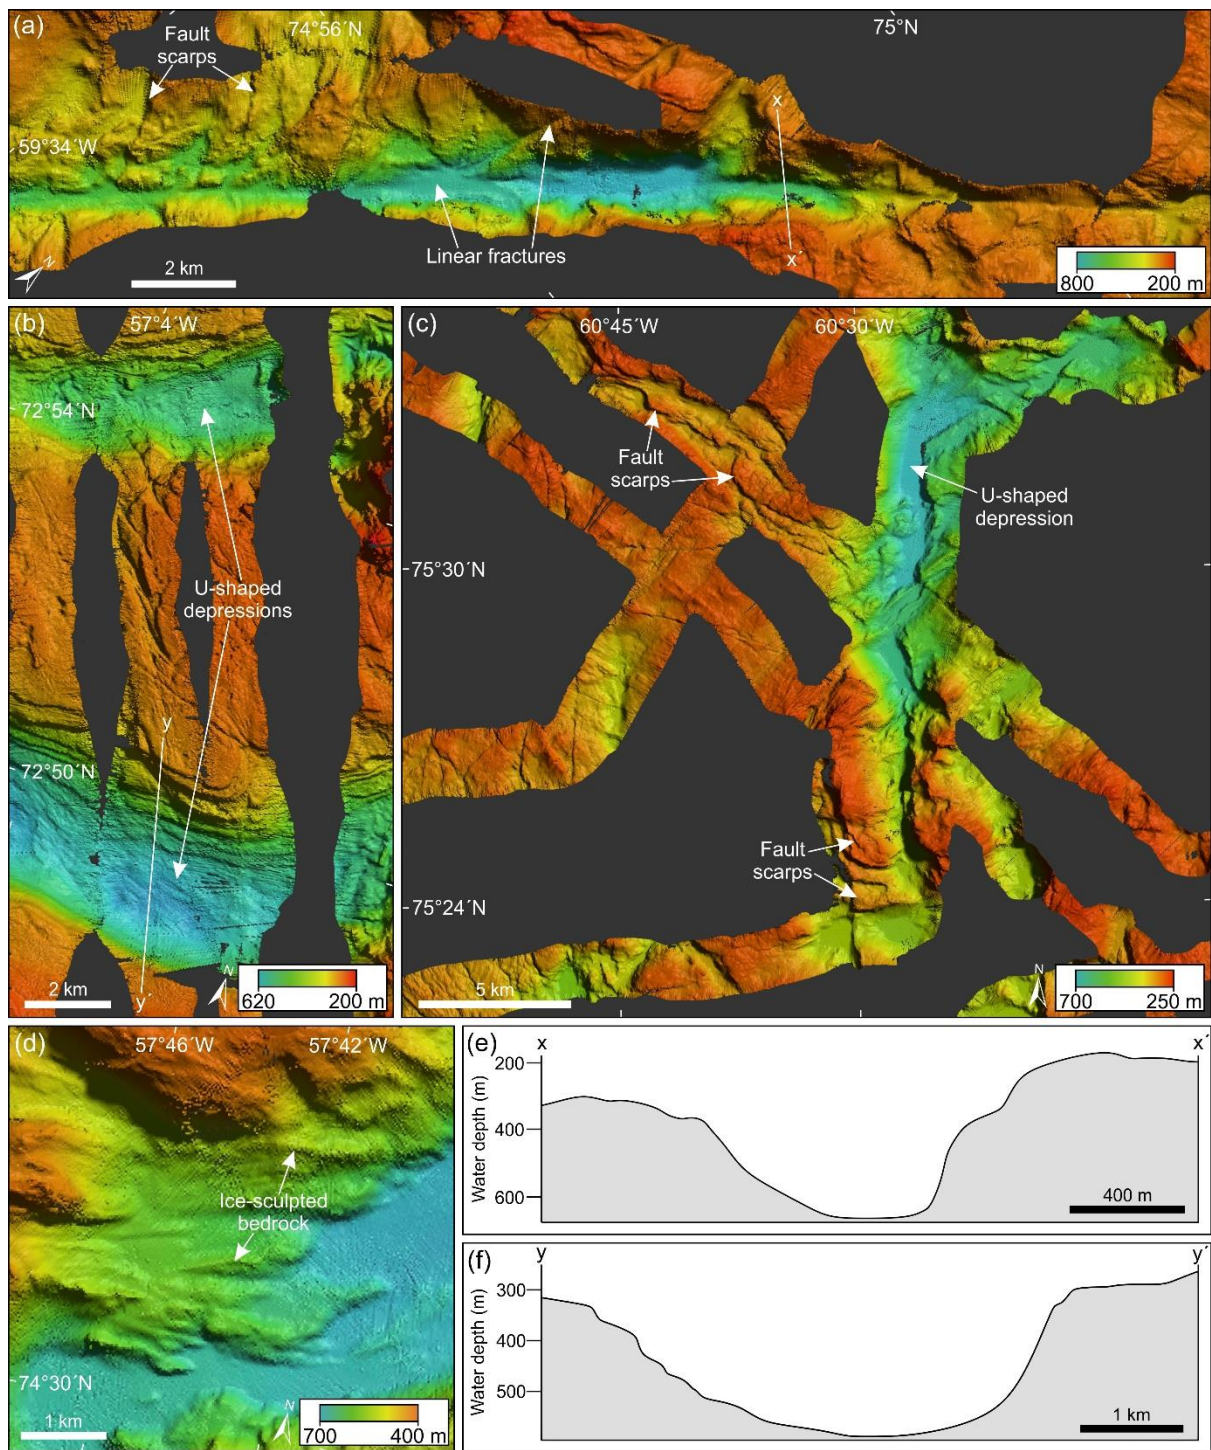 (a)
74°56´N
75°N
Fault
scarps
x
59°34´W
Linear fractures
x´
N
2 km
800 200 m
(b)
57°4´W
72°54´N
U-shaped
depressions
y
72°50´N
y´
N
2 km
620 200 m
(c)
60°45´W
60°30´W
Fault
scarps
U-shaped
depression
75°30´N
Fault
scarps
75°24´N
N
5 km
700 250 m
(d)
57°46´W
57°42´W
Ice-sculpted
bedrock
74°30´N
N
1 km
700 400 m
(e)
x
x´
200
400
600
Water depth (m)
400 m
(f)
y
y´
300
400
500
Water depth (m)
1 km